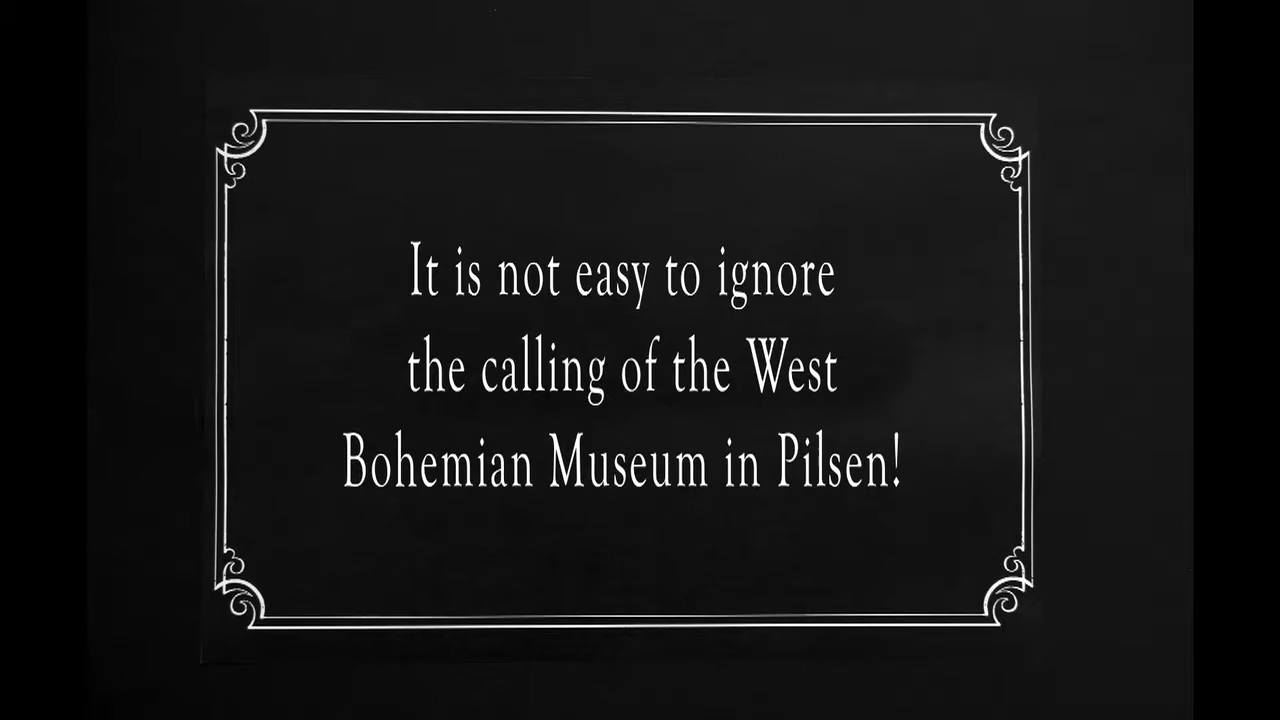 It is not easy to ignore
the calling of the West
Bohemian Museum in Pilsen!